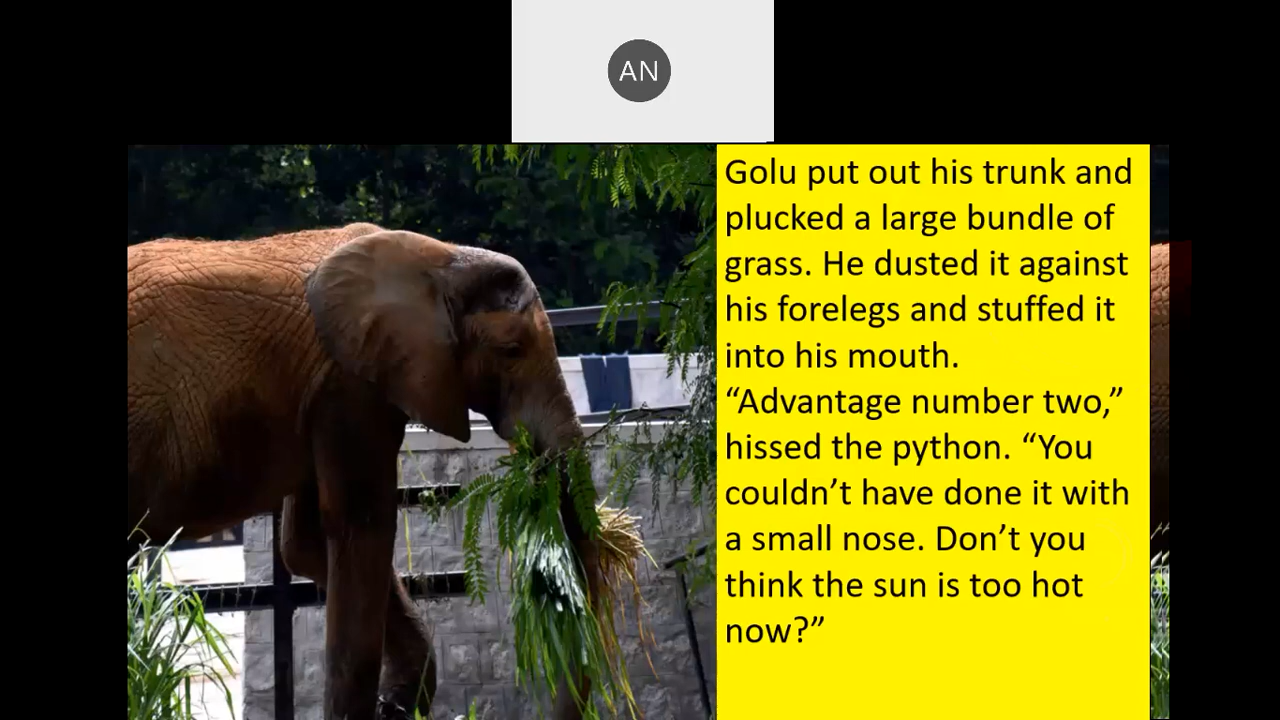 AN
Golu put out his trunk and
plucked a large bundle of
grass. He dusted it against
his forelegs and stuffed it
into his mouth.
“Advantage number two,”
hissed the python. “You
couldn’t have done it with
a small nose. Don’t you
think the sun is too hot
now?”